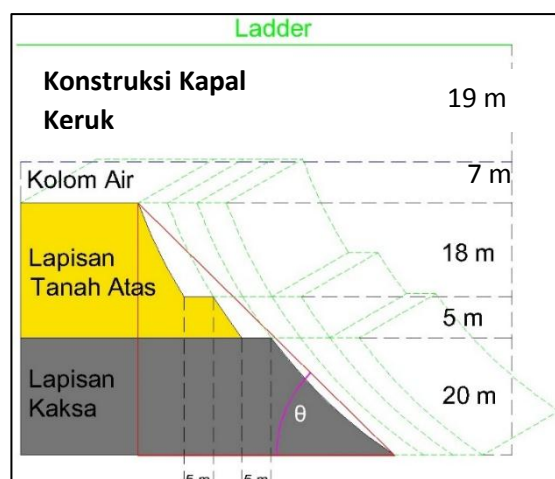 Ladder
Konstruksi Kapal
Keruk
19 m
7 m
Kolom Air
Lapisan
Tanah Atas
18 m
5 m
Lapisan
Kaksa
20 m
θ
5 m
5 m